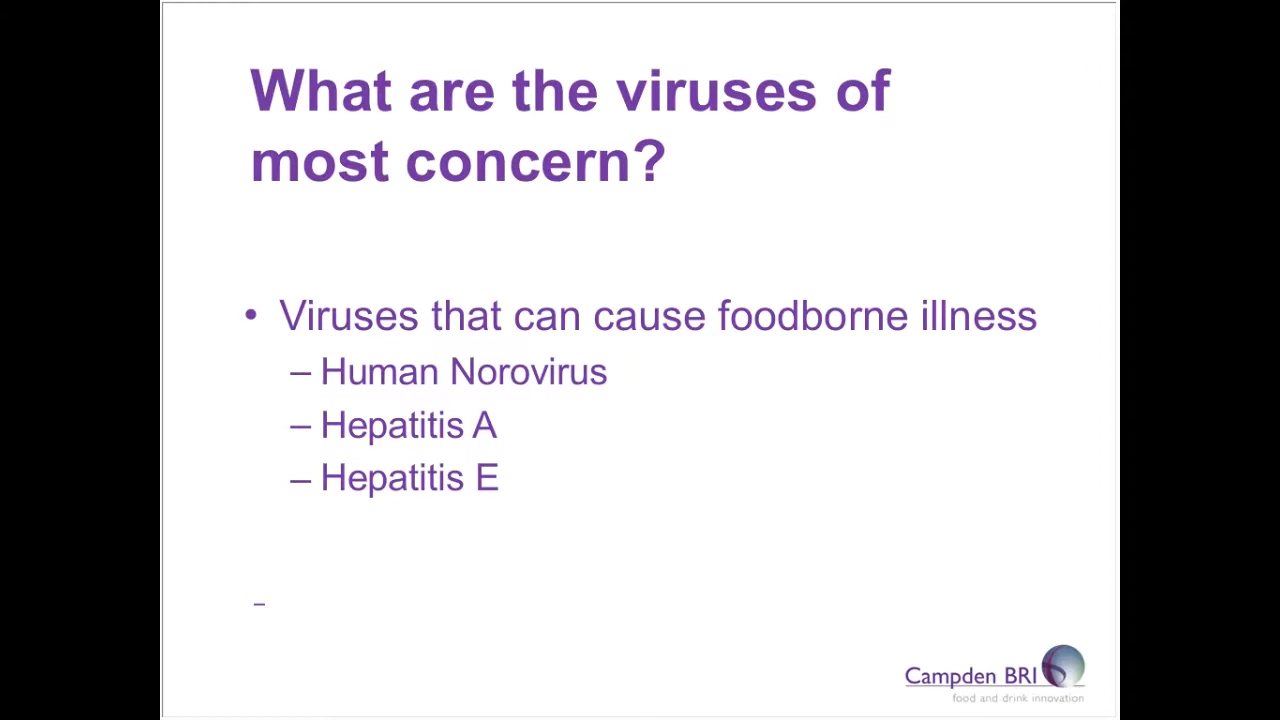 What are the viruses of
most concern?
• Viruses that can cause foodborne illness
– Human Norovirus
– Hepatitis A
– Hepatitis E
–
Campden BRI
food and drink innovation